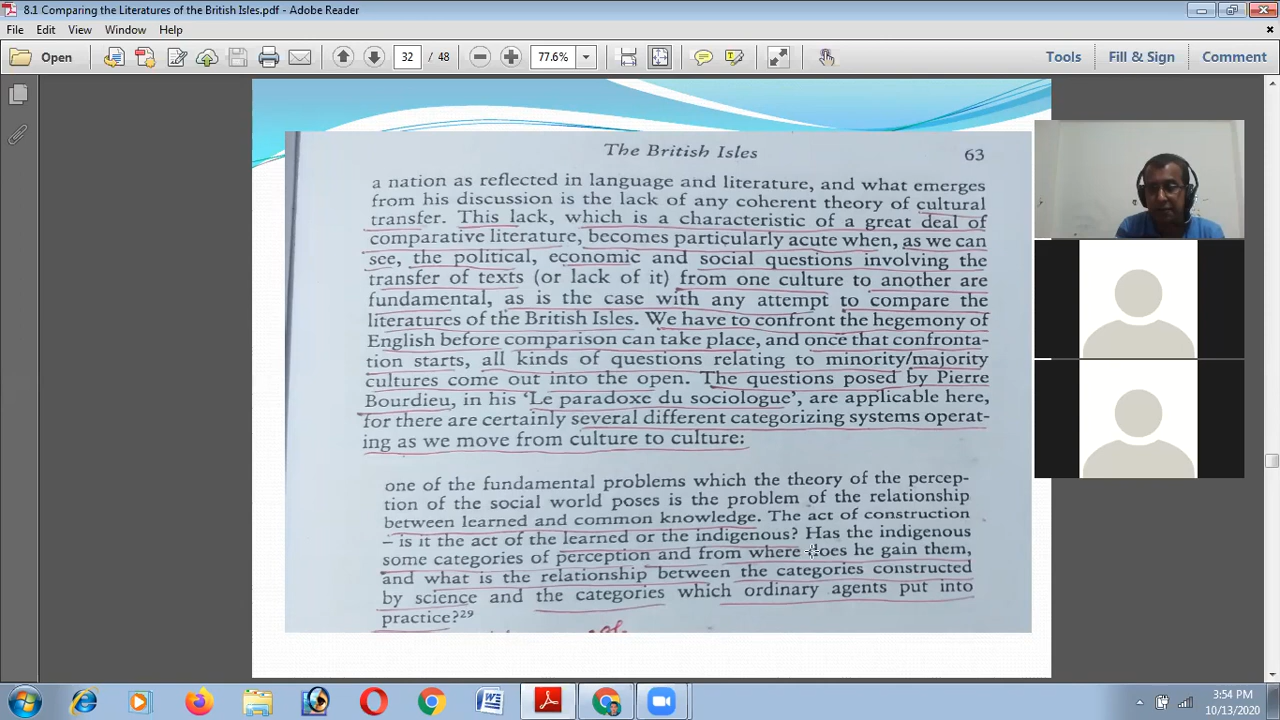 8.1 Comparing the Literatures of the British Isles.pdf - Adobe Reader
File Edit View Window Help
Open 32 / 48 77.6% Tools Fill & Sign Comment
The British Isles 63
a nation as reflected in language and literature, and what emerges
from his discussion is the lack of any coherent theory of cultural
transfer. This lack, which is a characteristic of a great deal of
comparative literature, becomes particularly acute when, as we can
see, the political, economic and social questions involving the
transfer of texts (or lack of it) from one culture to another are
fundamental, as is the case with any attempt to compare the
literatures of the British Isles. We have to confront the hegemony of
English before comparison can take place, and once that confronta-
tion starts, all kinds of questions relating to minority/majority
cultures come out into the open. The questions posed by Pierre
Bourdieu, in his ‘Le paradoxe du sociologue’, are applicable here,
for there are certainly several different categorizing systems operat-
ing as we move from culture to culture:
one of the fundamental problems which the theory of the percep-
tion of the social world poses is the problem of the relationship
between learned and common knowledge. The act of construction
– is it the act of the learned or the indigenous? Has the indigenous
some categories of perception and from where does he gain them,
and what is the relationship between the categories constructed
by science and the categories which ordinary agents put into
practice?29
3:54 PM
10/13/2020